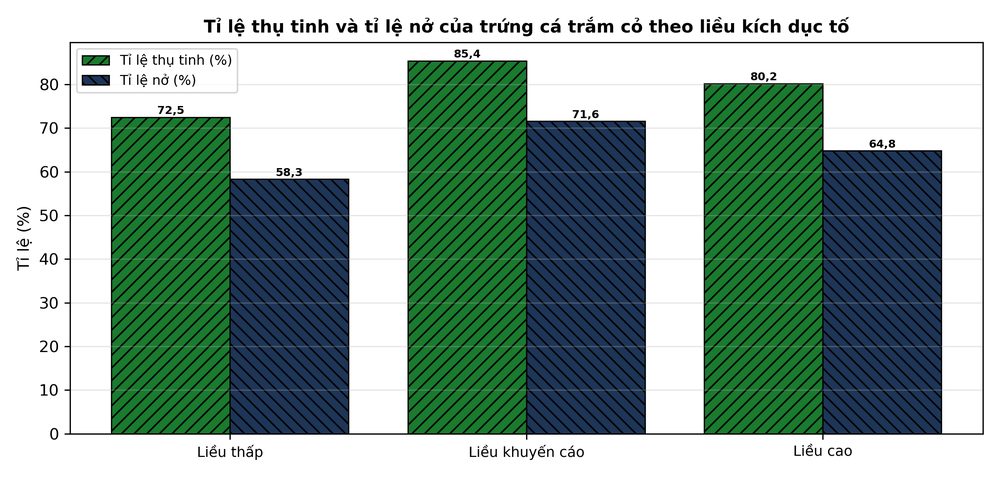 Tỉ lệ thụ tinh và tỉ lệ nở của trứng cá trắm cỏ theo liều kích dục tố
Tỉ lệ thụ tinh (%)
Tỉ lệ nở (%)
Tỉ lệ (%)
80
70
60
50
40
30
20
10
0
72,5
58,3
85,4
71,6
80,2
64,8
Liều thấp
Liều khuyến cáo
Liều cao